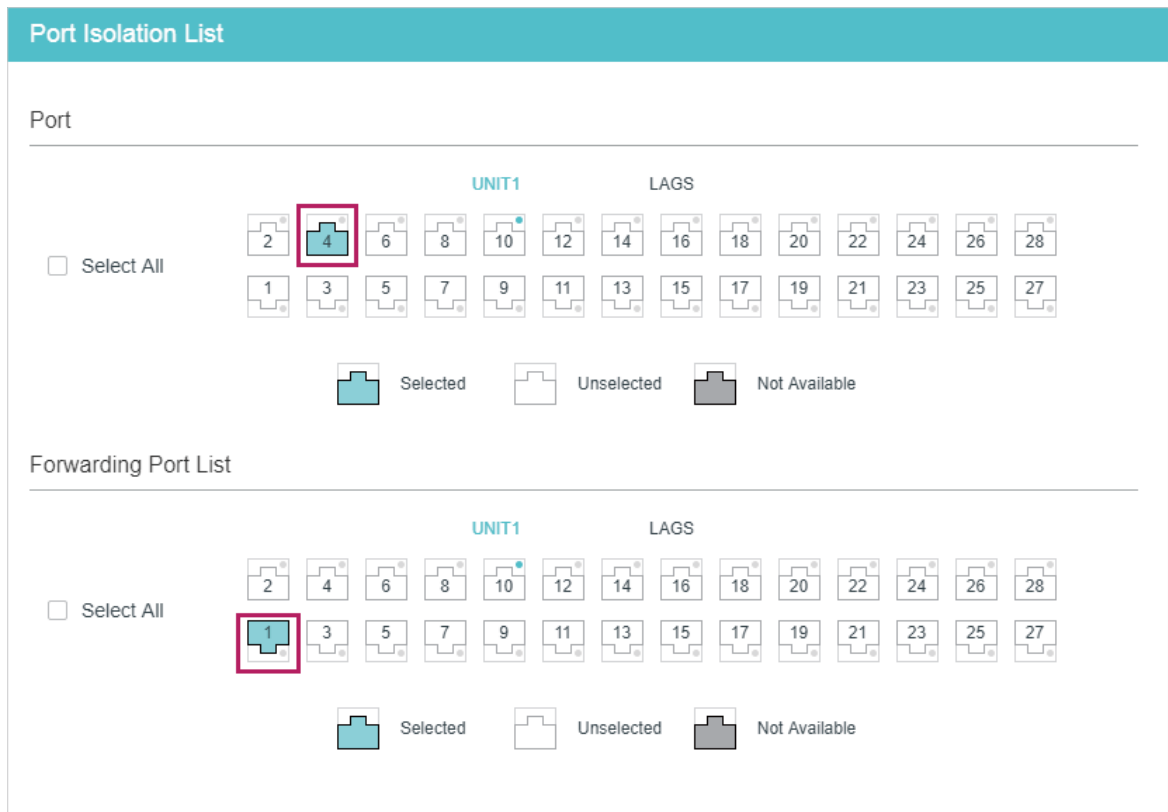 Port Isolation List
Port
UNIT1 LAGS
2 4 6 8 10 12 14 16 18 20 22 24 26 28
Select All
1 3 5 7 9 11 13 15 17 19 21 23 25 27
Selected Unselected Not Available
Forwarding Port List
UNIT1 LAGS
2 4 6 8 10 12 14 16 18 20 22 24 26 28
Select All
1 3 5 7 9 11 13 15 17 19 21 23 25 27
Selected Unselected Not Available